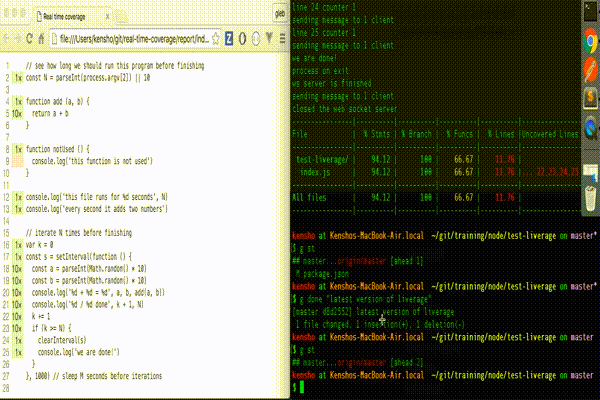 Real time coverage
gleb
file:///Users/kensho/git/real-time-coverage/report/ind...
1 // see how long we should run this program before finishing
2 1x const N = parseInt(process.argv[2]) || 10
3
4 1x function add (a, b) {
5 10x return a + b
6 }
7
8 1x function notUsed () {
9 console.log('this function is not used')
10 }
11
12 1x console.log('this file runs for %d seconds', N)
13 1x console.log('every second it adds two numbers')
14
15 // iterate N times before finishing
16 1x var k = 0
17 1x const s = setInterval(function () {
18 10x const a = parseInt(Math.random() * 10)
19 10x const b = parseInt(Math.random() * 10)
20 10x console.log('%d + %d = %d', a, b, add(a, b))
21 10x console.log('%d / %d done', k + 1, N)
22 10x k += 1
23 10x if (k >= N) {
24 1x clearInterval(s)
25 1x console.log('we are done!')
26 }
27 }, 1000) // sleep M seconds before iterations
28
line 24 counter 1
sending message to 1 client
line 25 counter 1
sending message to 1 client
we are done!
process on exit
ws server is finished
sending message to 1 client
closed the web socket server
File | % Stmts | % Branch | % Funcs | % Lines |Uncovered Lines
test-liverage/ | 94.12 | 100 | 66.67 | 11.76 |
index.js | 94.12 | 100 | 66.67 | 11.76 |... 22,23,24,25
All files | 94.12 | 100 | 66.67 | 11.76 |
kensho at Kenshos-MacBook-Air.local ~/git/training/node/test-liverage on master*
$ g st
## master...origin/master [ahead 1]
M package.json
kensho at Kenshos-MacBook-Air.local ~/git/training/node/test-liverage on master*
$ g done "latest version of liverage"
[master d8d2552] latest version of liverage
1 file changed, 1 insertion(+), 1 deletion(-)
kensho at Kenshos-MacBook-Air.local ~/git/training/node/test-liverage on master
$ g st
## master...origin/master [ahead 2]
kensho at Kenshos-MacBook-Air.local ~/git/training/node/test-liverage on master
$